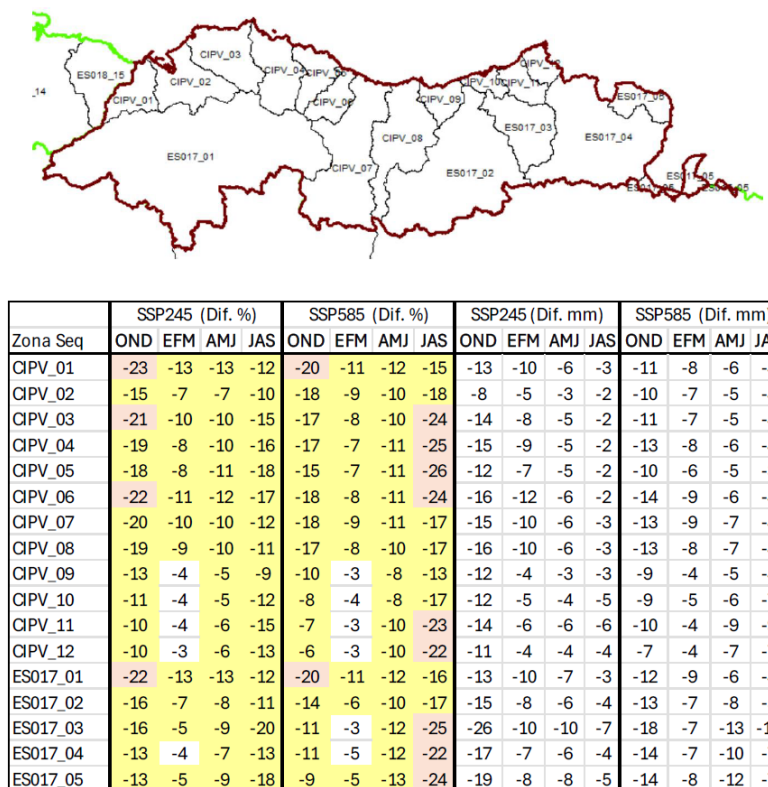 CIPV_03
ES018_15
CIPV_04
CIPV_02
_14
CIPV_01
CIPV_09
CIPV_08
ES017_03
ES017_04
ES017_01
CIPV_07
ES017_02
SSP245 (Dif. %) SSP585 (Dif. %) SSP245 (Dif. mm) SSP585 (Dif. mm)
Zona Seq OND EFM AMJ JAS OND EFM AMJ JAS OND EFM AMJ JAS OND EFM AMJ
CIPV_01 -23 -13 -13 -12 -20 -11 -12 -15 -13 -10 -6 -3 -11 -8 -6
CIPV_02 -15 -7 -7 -10 -18 -9 -10 -18 -8 -5 -3 -2 -10 -7 -5
CIPV_03 -21 -10 -10 -15 -17 -8 -10 -24 -14 -8 -5 -2 -11 -7 -5
CIPV_04 -19 -8 -10 -16 -17 -7 -11 -25 -15 -9 -5 -2 -13 -8 -6
CIPV_05 -18 -8 -11 -18 -15 -7 -11 -26 -12 -7 -5 -2 -10 -6 -5
CIPV_06 -22 -11 -12 -17 -18 -8 -11 -24 -16 -12 -6 -2 -14 -9 -6
CIPV_07 -20 -10 -10 -12 -18 -9 -11 -17 -15 -10 -6 -3 -13 -9 -7
CIPV_08 -19 -9 -10 -11 -17 -8 -10 -17 -16 -10 -6 -3 -13 -8 -7
CIPV_09 -13 -4 -5 -9 -10 -3 -8 -13 -12 -4 -3 -3 -9 -4 -5
CIPV_10 -11 -4 -5 -12 -8 -4 -8 -17 -12 -5 -4 -5 -9 -5 -6
CIPV_11 -10 -4 -6 -15 -7 -3 -10 -23 -14 -6 -6 -6 -10 -4 -9
CIPV_12 -10 -3 -6 -13 -6 -3 -10 -22 -11 -4 -4 -4 -7 -4 -7
ES017_01 -22 -13 -13 -12 -20 -11 -12 -16 -13 -10 -7 -3 -12 -9 -6
ES017_02 -16 -7 -8 -11 -14 -6 -10 -17 -15 -8 -6 -4 -13 -7 -8
ES017_03 -16 -5 -9 -20 -11 -3 -12 -25 -26 -10 -10 -7 -18 -7 -13
ES017_04 -13 -4 -7 -13 -11 -5 -12 -22 -17 -7 -6 -4 -14 -7 -10
ES017_05 -13 -5 -9 -18 -9 -5 -13 -24 -19 -8 -8 -5 -14 -8 -12